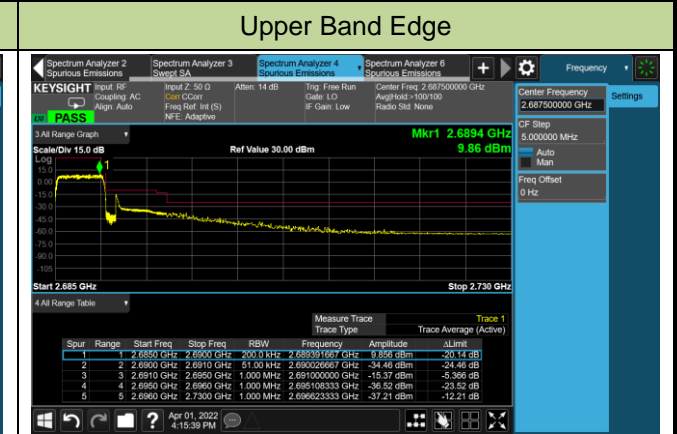 Upper Band Edge
Spectrum Analyzer 2
Spurious Emissions
Spectrum Analyzer 3
Swept SA
Spectrum Analyzer 4
Spurious Emissions
Spectrum Analyzer 6
Spurious Emissions
+
Frequency
KEYSIGHT
Input: RF
Coupling: AC
Align: Auto
Input Z: 50 Ω
Corr CCorr
Freq Ref: Int (S)
NFE: Adaptive
Atten: 14 dB
Trig: Free Run
Gate: LO
IF Gain: Low
Center Freq: 2.687500000 GHz
Avg|Hold:>100/100
Radio Std: None
PASS
Center Frequency
2.687500000 GHz
Settings
CF Step
5.000000 MHz
Auto
Man
Freq Offset
0 Hz
3 All Range Graph
Mkr1 2.6894 GHz
Scale/Div 15.0 dB
Ref Value 30.00 dBm
9.86 dBm
Log
1
15.0
0.00
-15.0
-30.0
-45.0
-60.0
-75.0
-90.0
-105
Start 2.685 GHz
Stop 2.730 GHz
4 All Range Table
Measure Trace Trace 1
Trace Type Trace Average (Active)
Spur Range Start Freq Stop Freq RBW Frequency Amplitude ΔLimit
1 1 2.6850 GHz 2.6900 GHz 200.0 kHz 2.689391667 GHz 9.856 dBm -20.14 dB
2 2 2.6900 GHz 2.6910 GHz 51.00 kHz 2.690026667 GHz -34.46 dBm -24.46 dB
3 3 2.6910 GHz 2.6950 GHz 1.000 MHz 2.691000000 GHz -15.37 dBm -5.366 dB
4 4 2.6950 GHz 2.6960 GHz 1.000 MHz 2.695108333 GHz -36.52 dBm -23.52 dB
5 5 2.6960 GHz 2.7300 GHz 1.000 MHz 2.696623333 GHz -37.21 dBm -12.21 dB
?
Apr 01, 2022
4:15:39 PM